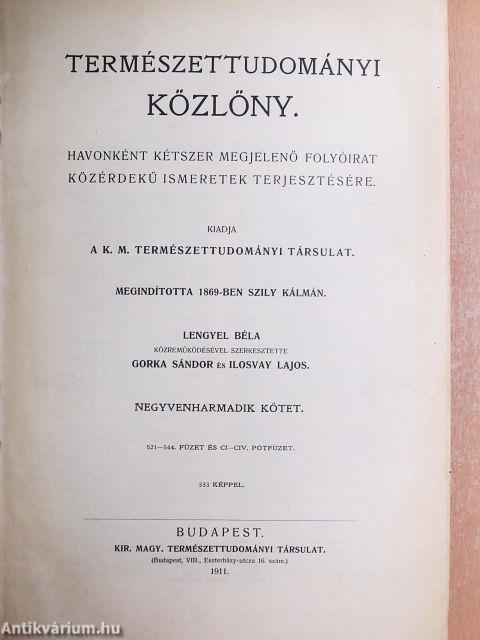 TERMÉSZETTUDOMÁNYI
KÖZLÖNY.
HAVONKÉNT KÉTSZER MEGJELENŐ FOLYÓIRAT
KÖZÉRDEKŰ ISMERETEK TERJESZTÉSÉRE.
KIADJA
A K. M. TERMÉSZETTUDOMÁNYI TÁRSULAT.
MEGINDÍTOTTA 1869-BEN SZILY KÁLMÁN.
LENGYEL BÉLA
KÖZREMŰKÖDÉSÉVEL SZERKESZTETTE
GORKA SÁNDOR ÉS ILOSVAY LAJOS.
NEGYVENHARMADIK KÖTET.
521—544. FÜZET ÉS CI—CIV. PÓTFÜZET.
333 KÉPPEL.
BUDAPEST.
KIR. MAGY. TERMÉSZETTUDOMÁNYI TÁRSULAT.
(Budapest, VIII., Eszterházy-utcza 16. szám.)
1911.
Antikvárium.hu